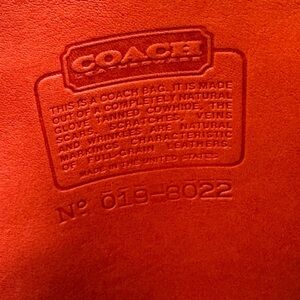 COACH
THIS IS A COACH BAG. IT IS MADE
OUT OF A COMPLETELY NATURAL
GLOVE TANNED COWHIDE. THE
SCARS, SCRATCHES, VEINS
AND WRINKLES, ARE NATURAL
MARKINGS CHARACTERISTIC
OF FULL GRAIN LEATHERS.
MADE IN THE UNITED STATES
Nº 019-8022